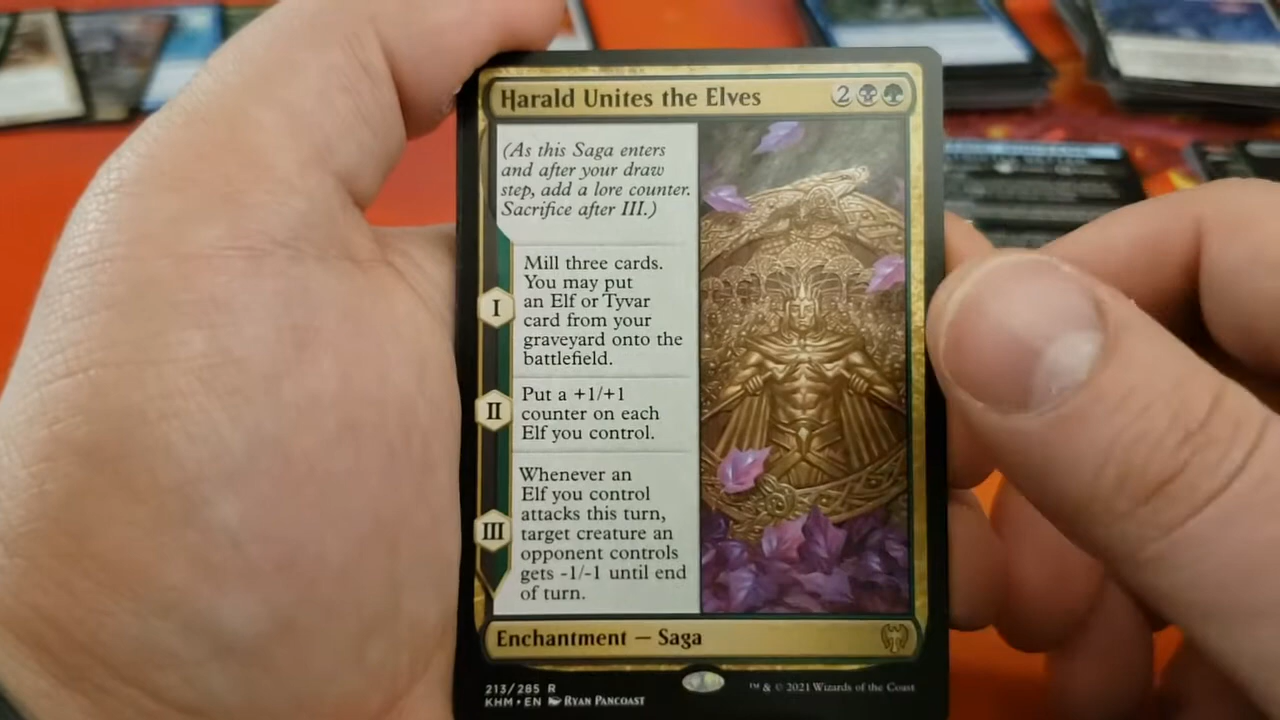 Harald Unites the Elves 2
(As this Saga enters
and after your draw
step, add a lore counter.
Sacrifice after III.)
I
Mill three cards.
You may put
an Elf or Tyvar
card from your
graveyard onto the
battlefield.
II
Put a +1/+1
counter on each
Elf you control.
III
Whenever an
Elf you control
attacks this turn,
target creature an
opponent controls
gets -1/-1 until end
of turn.
Enchantment — Saga
213/285 R
KHM • EN Ryan Pancoast
™ & © 2021 Wizards of the Coast